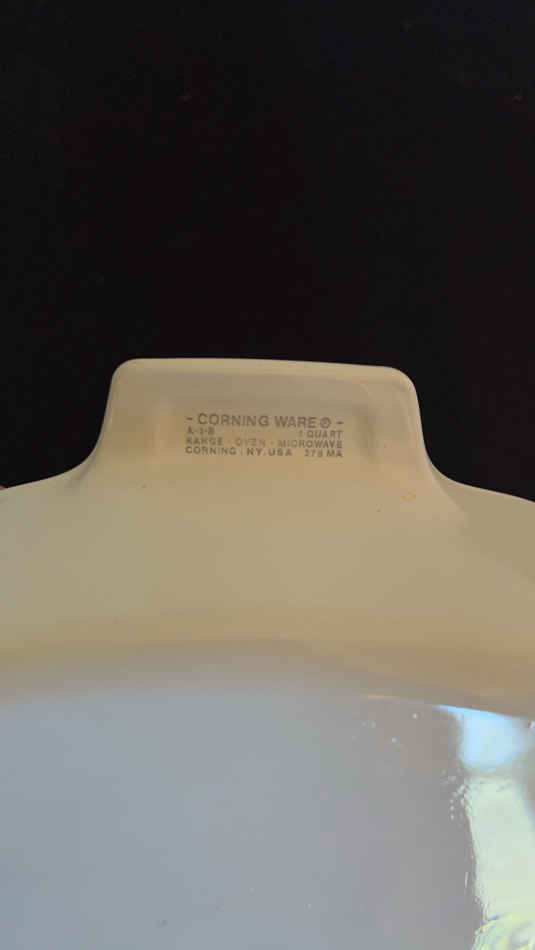 - CORNING WARE ® -
A-1-B 1 QUART
RANGE · OVEN · MICROWAVE
CORNING · NY · USA 378 MA